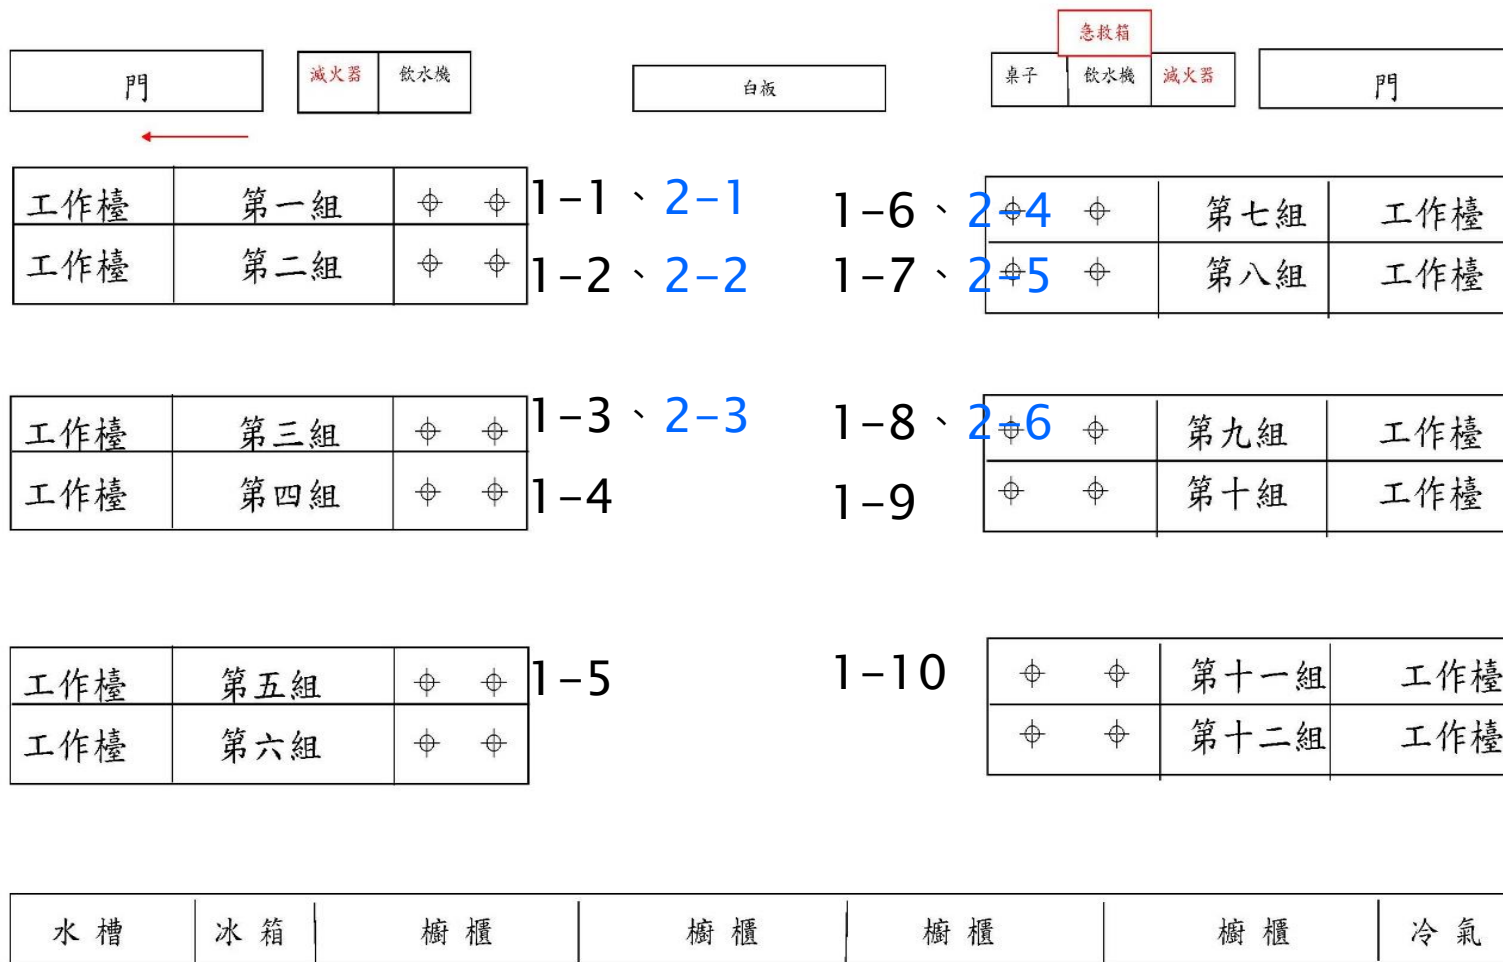 急救箱
門 滅火器 飲水機 白板 桌子 飲水機 滅火器 門
工作檯 第一組 1-1、2-1 1-6、2-4 第七組 工作檯
工作檯 第二組 1-2、2-2 1-7、2-5 第八組 工作檯
工作檯 第三組 1-3、2-3 1-8、2-6 第九組 工作檯
工作檯 第四組 1-4 1-9 第十組 工作檯
工作檯 第五組 1-5 1-10 第十一組 工作檯
工作檯 第六組 第十二組 工作檯
水槽 冰箱 櫥櫃 櫥櫃 櫥櫃 櫥櫃 冷氣